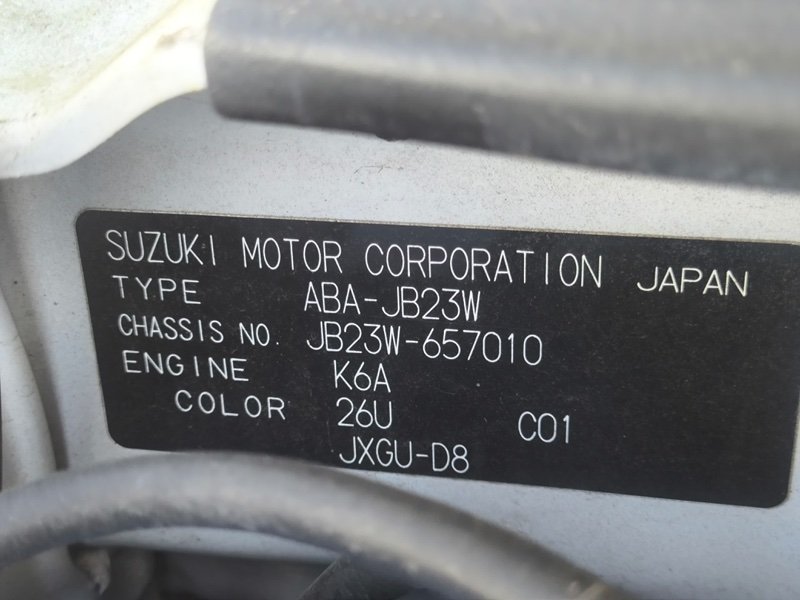 SUZUKI MOTOR CORPORATION JAPAN
TYPE ABA-JB23W
CHASSIS NO. JB23W-657010
ENGINE K6A
COLOR 26U C01
JXGU-D8